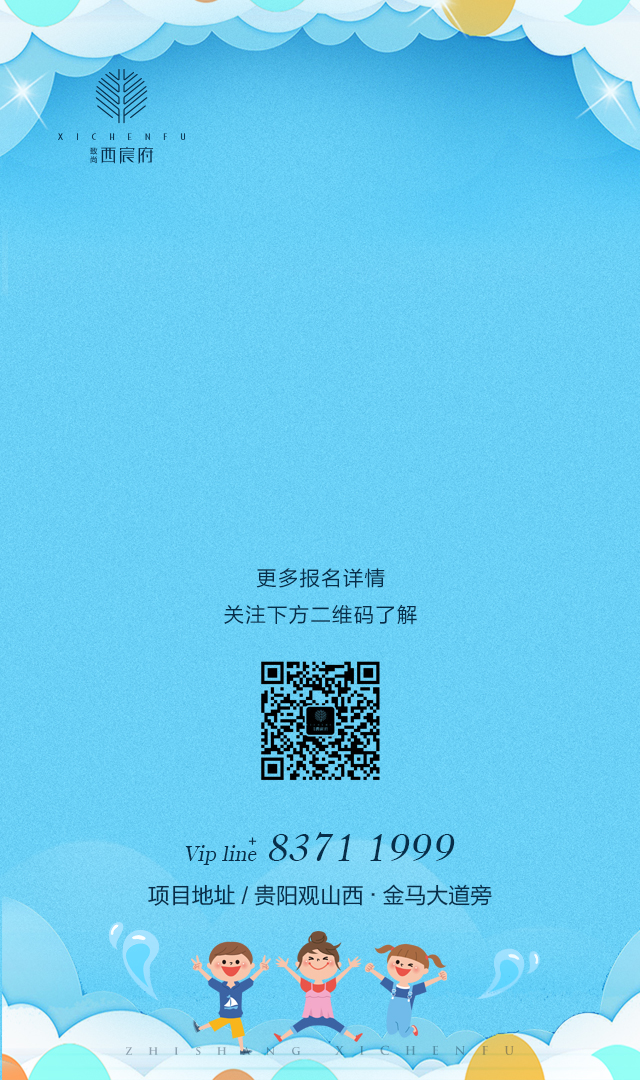 XICHENFU
致尚 西宸府
更多报名详情
关注下方二维码了解
Vip line+ 8371 1999
项目地址 / 贵阳观山西·金马大道旁
ZHISHANG XICHENFU